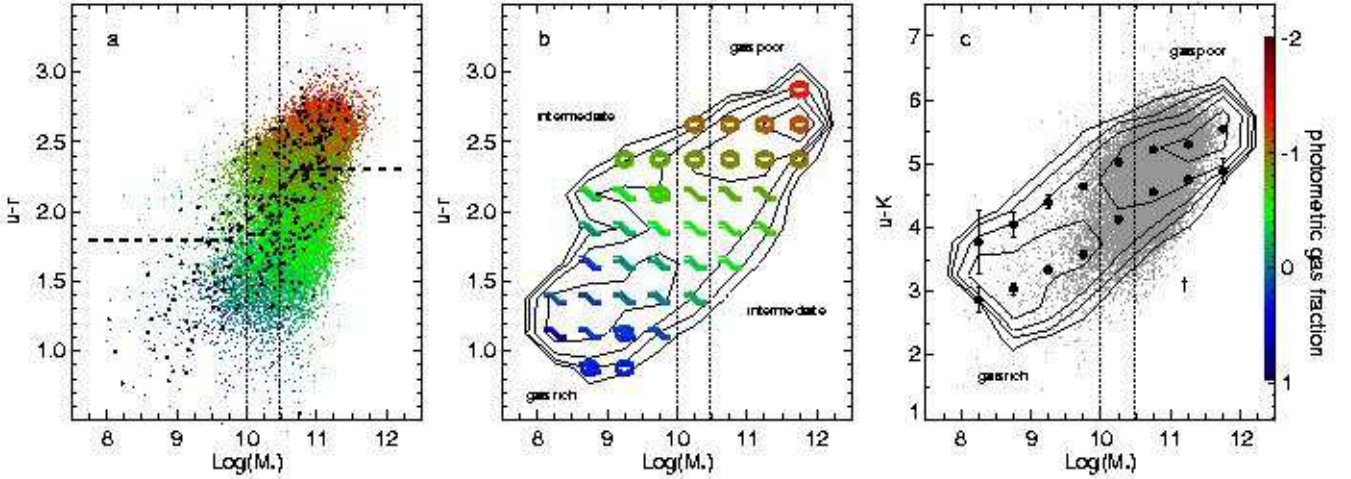 a
3.0
2.5
2.0
1.5
1.0
u-r
8 9 10 11 12
Log(M*)
b
gas poor
intermediate
intermediate
gas rich
3.0
2.5
2.0
1.5
1.0
u-r
8 9 10 11 12
Log(M*)
c
gas poor
gas rich
7
6
5
4
3
2
1
u-K
8 9 10 11 12
Log(M*)
-2
-1
0
1
photometric gas fraction